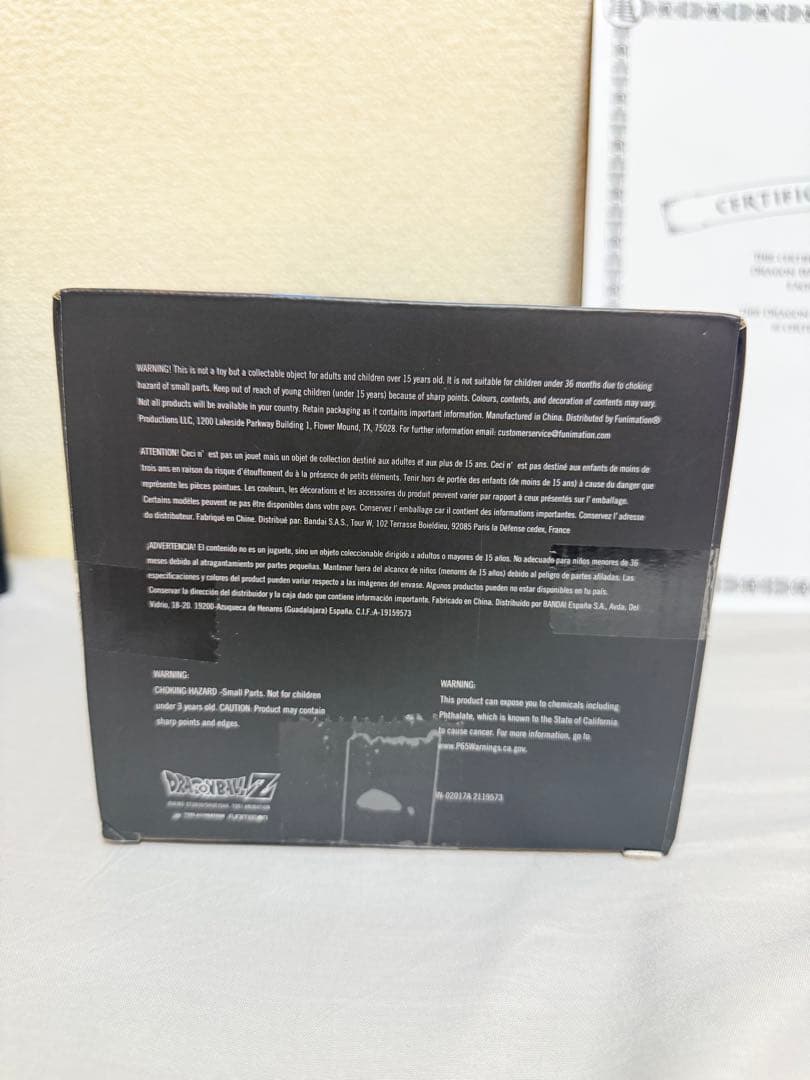 WARNING! This is not a toy but a collectable object for adults and children over 15 years old. It is not suitable for children under 36 months due to choking
hazard of small parts. Keep out of reach of young children (under 15 years) because of sharp points. Colours, contents, and decoration of contents may vary.
Not all products will be available in your country. Retain packaging as it contains important information. Manufactured in China. Distributed by Funimation®
Productions LLC, 1200 Lakeside Parkway Building 1, Flower Mound, TX, 75028. For further information email: customerservice@funimation.com
ATTENTION! Ceci n' est pas un jouet mais un objet de collection destiné aux adultes et aux plus de 15 ans. Ceci n' est pas destiné aux enfants de moins de
trois ans en raison du risque d'étouffement du à la présence de petits éléments. Tenir hors de portée des enfants (de moins de 15 ans) à cause du danger que
représente les pièces pointues. Les couleurs, les décorations et les accessoires du produit peuvent varier par rapport à ceux présentés sur l' emballage.
Certains modèles peuvent ne pas être disponibles dans votre pays. Conservez l' emballage car il contient des informations importantes. Conservez l' adresse
du distributeur. Fabriqué en Chine. Distribué par: Bandai S.A.S., Tour W, 102 Terrasse Boieldieu, 92085 Paris la Défense cedex, France
¡ADVERTENCIA! El contenido no es un juguete, sino un objeto coleccionable dirigido a adultos o mayores de 15 años. No adecuado para niños menores de 36
meses debido al atragantamiento por partes pequeñas. Mantener fuera del alcance de niños (menores de 15 años) debido al peligro de partes afiladas. Las
especificaciones y colores del producto pueden variar respecto a las imágenes del envase. Algunos productos pueden no estar disponibles en tu país.
Conservar la dirección del distribuidor y la caja dado que contiene información importante. Fabricado en China. Distribuido por BANDAI España S.A., Avda. Del
Vidrio, 18-20. 19200-Azuqueca de Henares (Guadalajara) España. C.I.F.:A-19159573
WARNING:
CHOKING HAZARD -Small Parts. Not for children
under 3 years old. CAUTION: Product may contain
sharp points and edges.
WARNING:
This product can expose you to chemicals including
Phthalate, which is known to the State of California
to cause cancer. For more information, go to
www.P65Warnings.ca.gov.
DRAGONBALL Z
FUNIMATION
IN-02017A 2119573